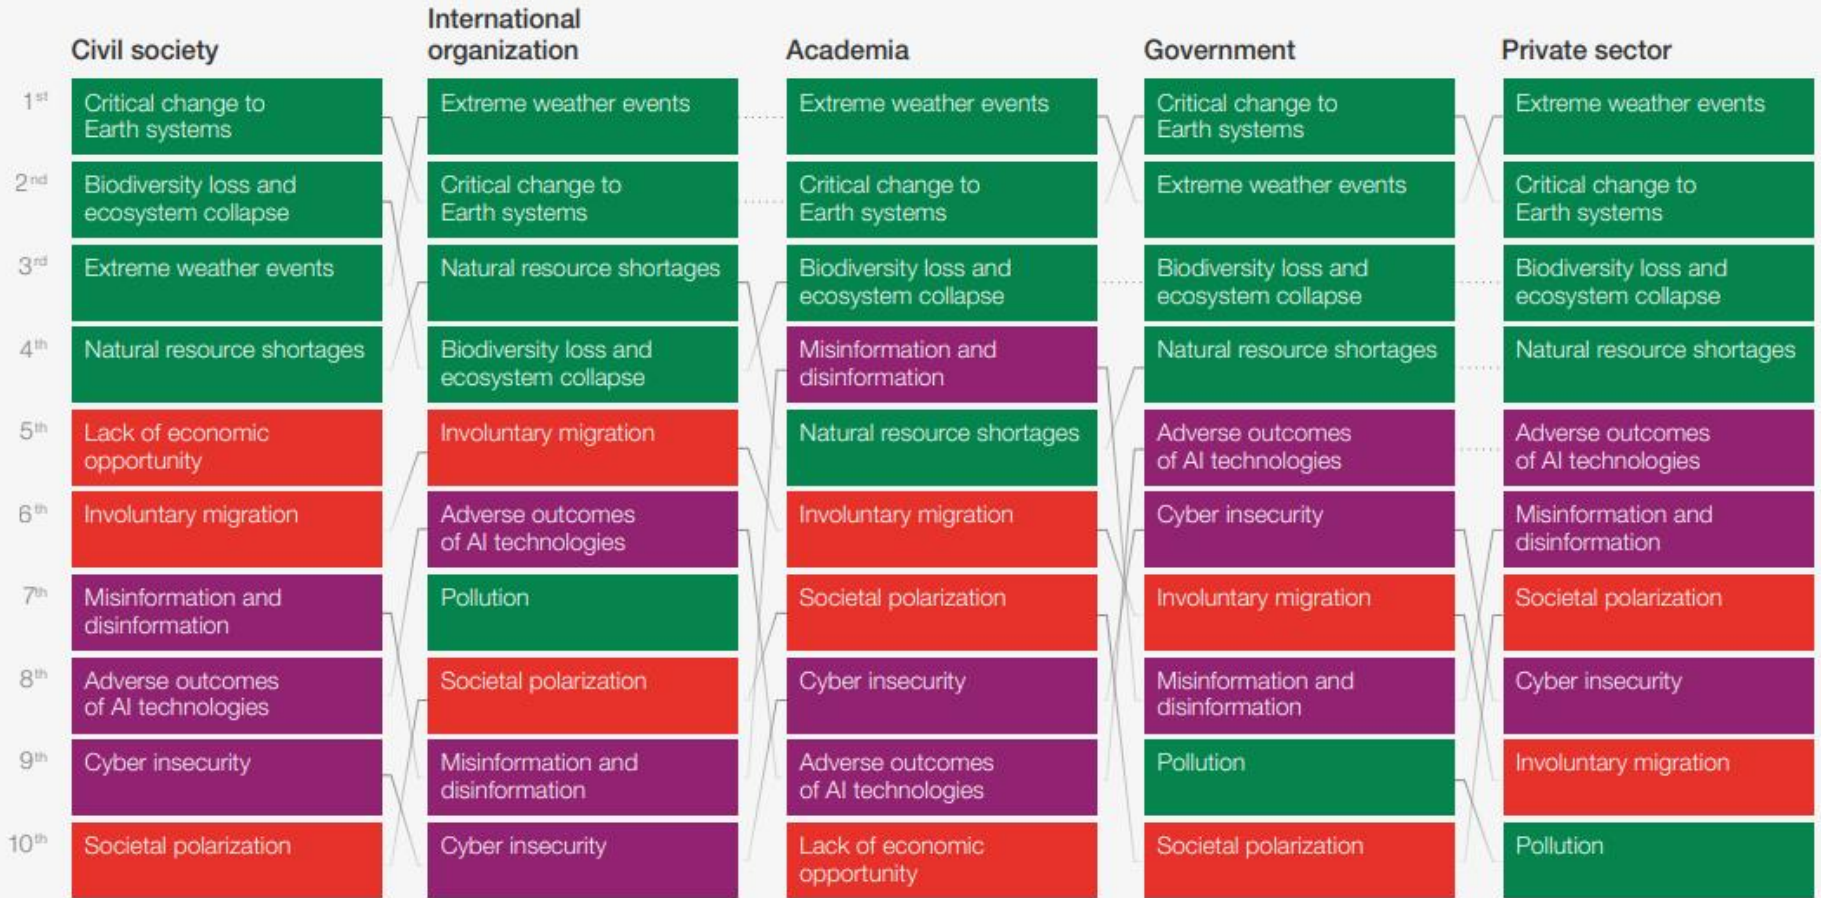 Civil society
International
organization
Academia
Government
Private sector
1st
Critical change to
Earth systems
Extreme weather events
Extreme weather events
Critical change to
Earth systems
Extreme weather events
2nd
Biodiversity loss and
ecosystem collapse
Critical change to
Earth systems
Critical change to
Earth systems
Extreme weather events
Critical change to
Earth systems
3rd
Extreme weather events
Natural resource shortages
Biodiversity loss and
ecosystem collapse
Biodiversity loss and
ecosystem collapse
Biodiversity loss and
ecosystem collapse
4th
Natural resource shortages
Biodiversity loss and
ecosystem collapse
Misinformation and
disinformation
Natural resource shortages
Natural resource shortages
5th
Lack of economic
opportunity
Involuntary migration
Natural resource shortages
Adverse outcomes
of AI technologies
Adverse outcomes
of AI technologies
6th
Involuntary migration
Adverse outcomes
of AI technologies
Involuntary migration
Cyber insecurity
Misinformation and
disinformation
7th
Misinformation and
disinformation
Pollution
Societal polarization
Involuntary migration
Societal polarization
8th
Adverse outcomes
of AI technologies
Societal polarization
Cyber insecurity
Misinformation and
disinformation
Cyber insecurity
9th
Cyber insecurity
Misinformation and
disinformation
Adverse outcomes
of AI technologies
Pollution
Involuntary migration
10th
Societal polarization
Cyber insecurity
Lack of economic
opportunity
Societal polarization
Pollution